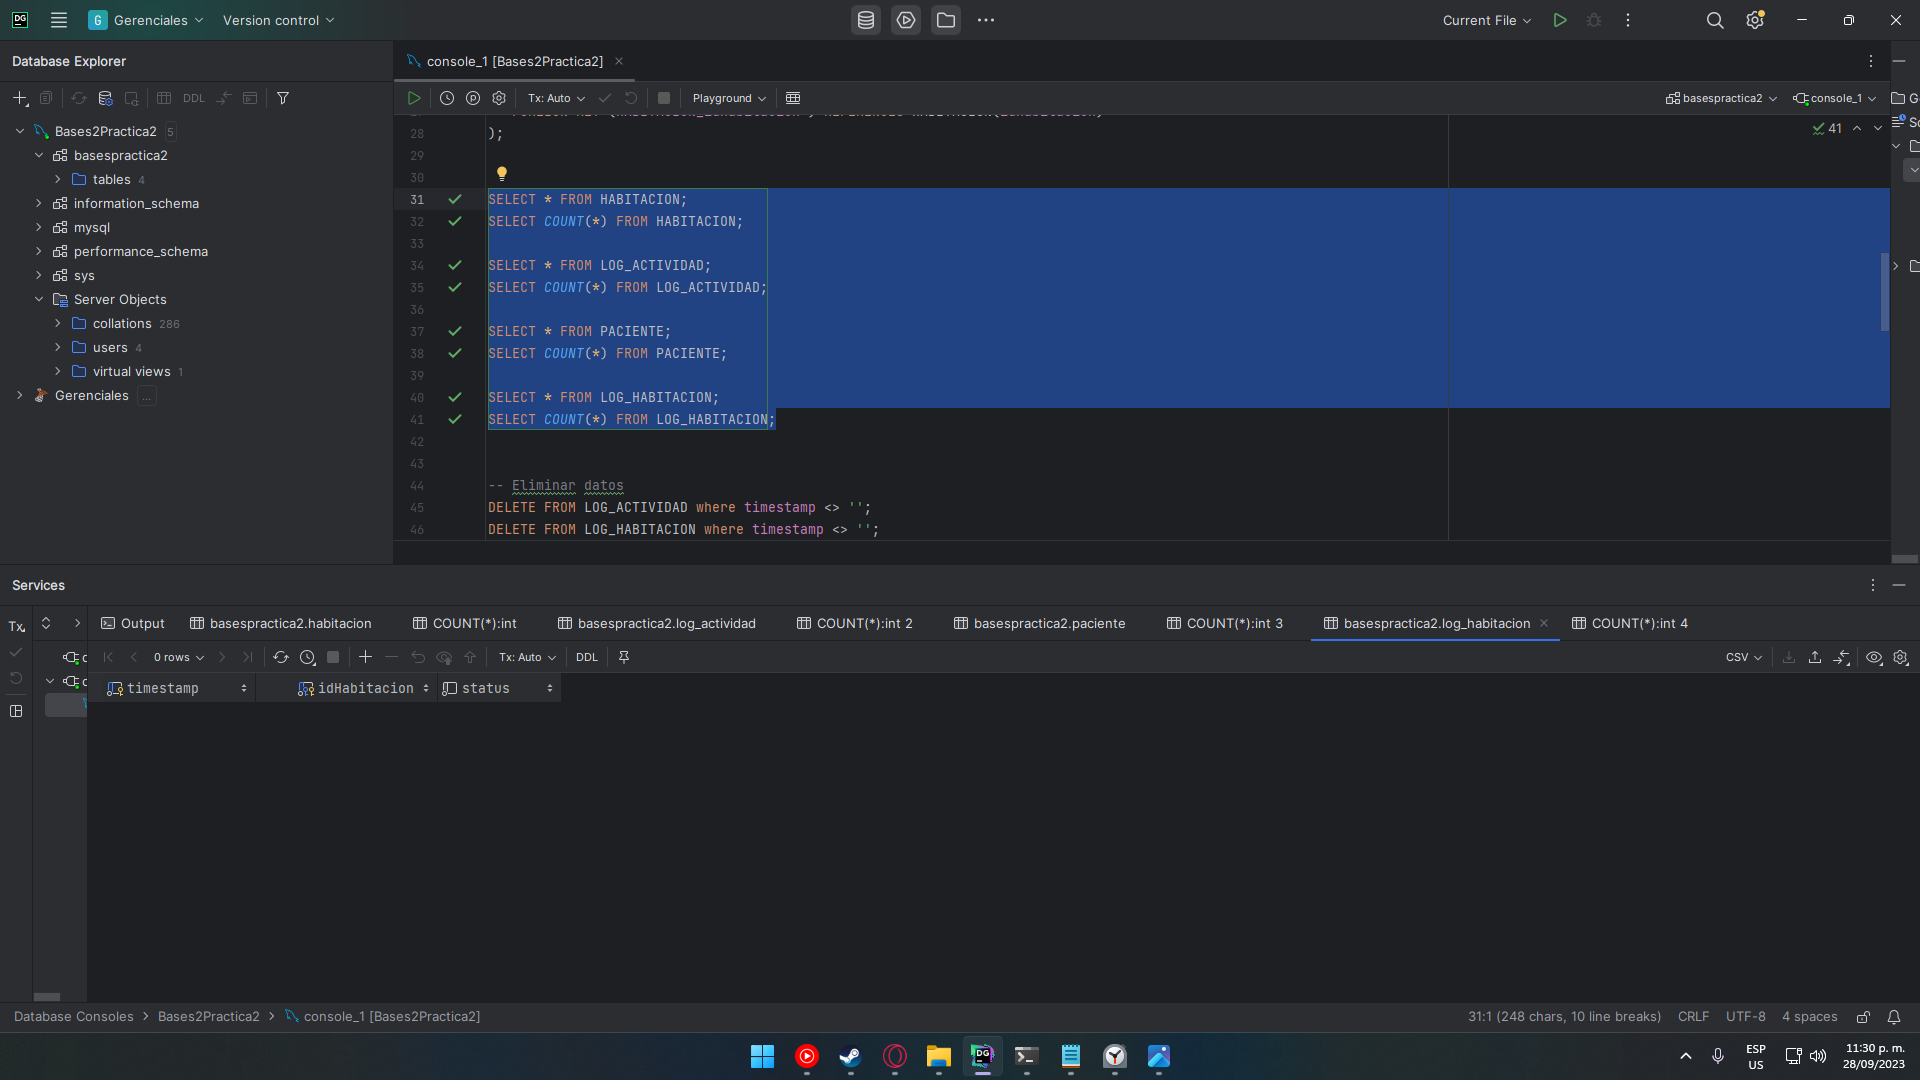 DG G Gerenciales Version control Current File
Database Explorer
console_1 [Bases2Practica2]
DDL
Tx: Auto Playground basespractica2 console_1
Bases2Practica2 5
basespractica2
tables 4
information_schema
mysql
performance_schema
sys
Server Objects
collations 286
users 4
virtual views 1
Gerenciales ...
41
28 );
29
30
31 SELECT * FROM HABITACION;
32 SELECT COUNT(*) FROM HABITACION;
33
34 SELECT * FROM LOG_ACTIVIDAD;
35 SELECT COUNT(*) FROM LOG_ACTIVIDAD;
36
37 SELECT * FROM PACIENTE;
38 SELECT COUNT(*) FROM PACIENTE;
39
40 SELECT * FROM LOG_HABITACION;
41 SELECT COUNT(*) FROM LOG_HABITACION;
42
43
44 -- Eliminar datos
45 DELETE FROM LOG_ACTIVIDAD where timestamp <> '';
46 DELETE FROM LOG_HABITACION where timestamp <> '';
Services
Tx Output basespractica2.habitacion COUNT(*):int basespractica2.log_actividad COUNT(*):int 2 basespractica2.paciente COUNT(*):int 3 basespractica2.log_habitacion COUNT(*):int 4
0 rows Tx: Auto DDL CSV
timestamp idHabitacion status
Database Consoles > Bases2Practica2 > console_1 [Bases2Practica2] 31:1 (248 chars, 10 line breaks) CRLF UTF-8 4 spaces
DG
ESP
US
11:30 p. m.
28/09/2023